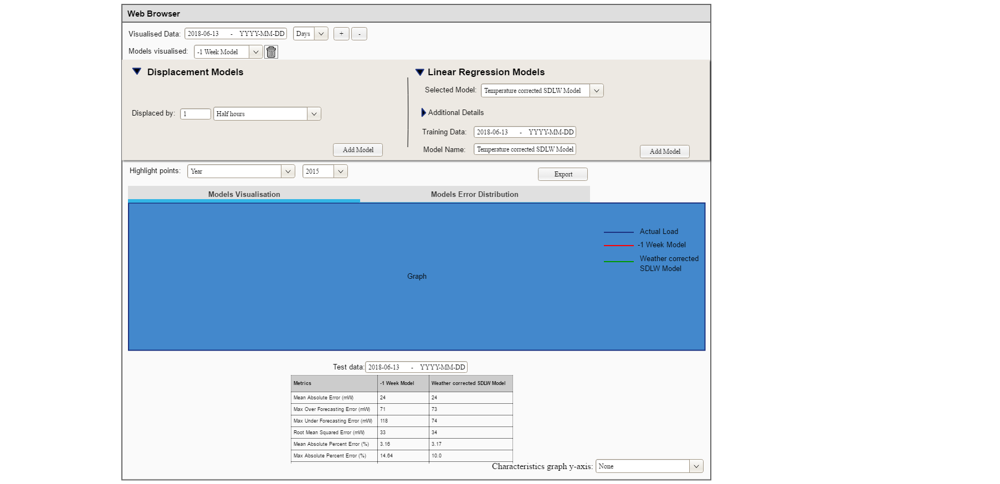 Web Browser
Visualised Data: 2018-06-13 - YYYY-MM-DD Days + -
Models visualised: -1 Week Model
Displacement Models
Displaced by: 1 Half hours
Add Model
Linear Regression Models
Selected Model: Temperature corrected SDLW Model
Additional Details
Training Data: 2018-06-13 - YYYY-MM-DD
Model Name: Temperature corrected SDLW Model
Add Model
Highlight points: Year 2015
Export
Models Visualisation Models Error Distribution
Actual Load
-1 Week Model
Weather corrected
SDLW Model
Graph
Test data: 2018-06-13 - YYYY-MM-DD
Metrics -1 Week Model Weather corrected SDLW Model
Mean Absolute Error (mW) 24 24
Max Over Forecasting Error (mW) 71 73
Max Under Forecasting Error (mW) 118 74
Root Mean Squared Error (mW) 33 34
Mean Absolute Percent Error (%) 3.16 3.17
Max Absolute Percent Error (%) 14.64 10.0
Characteristics graph y-axis: None